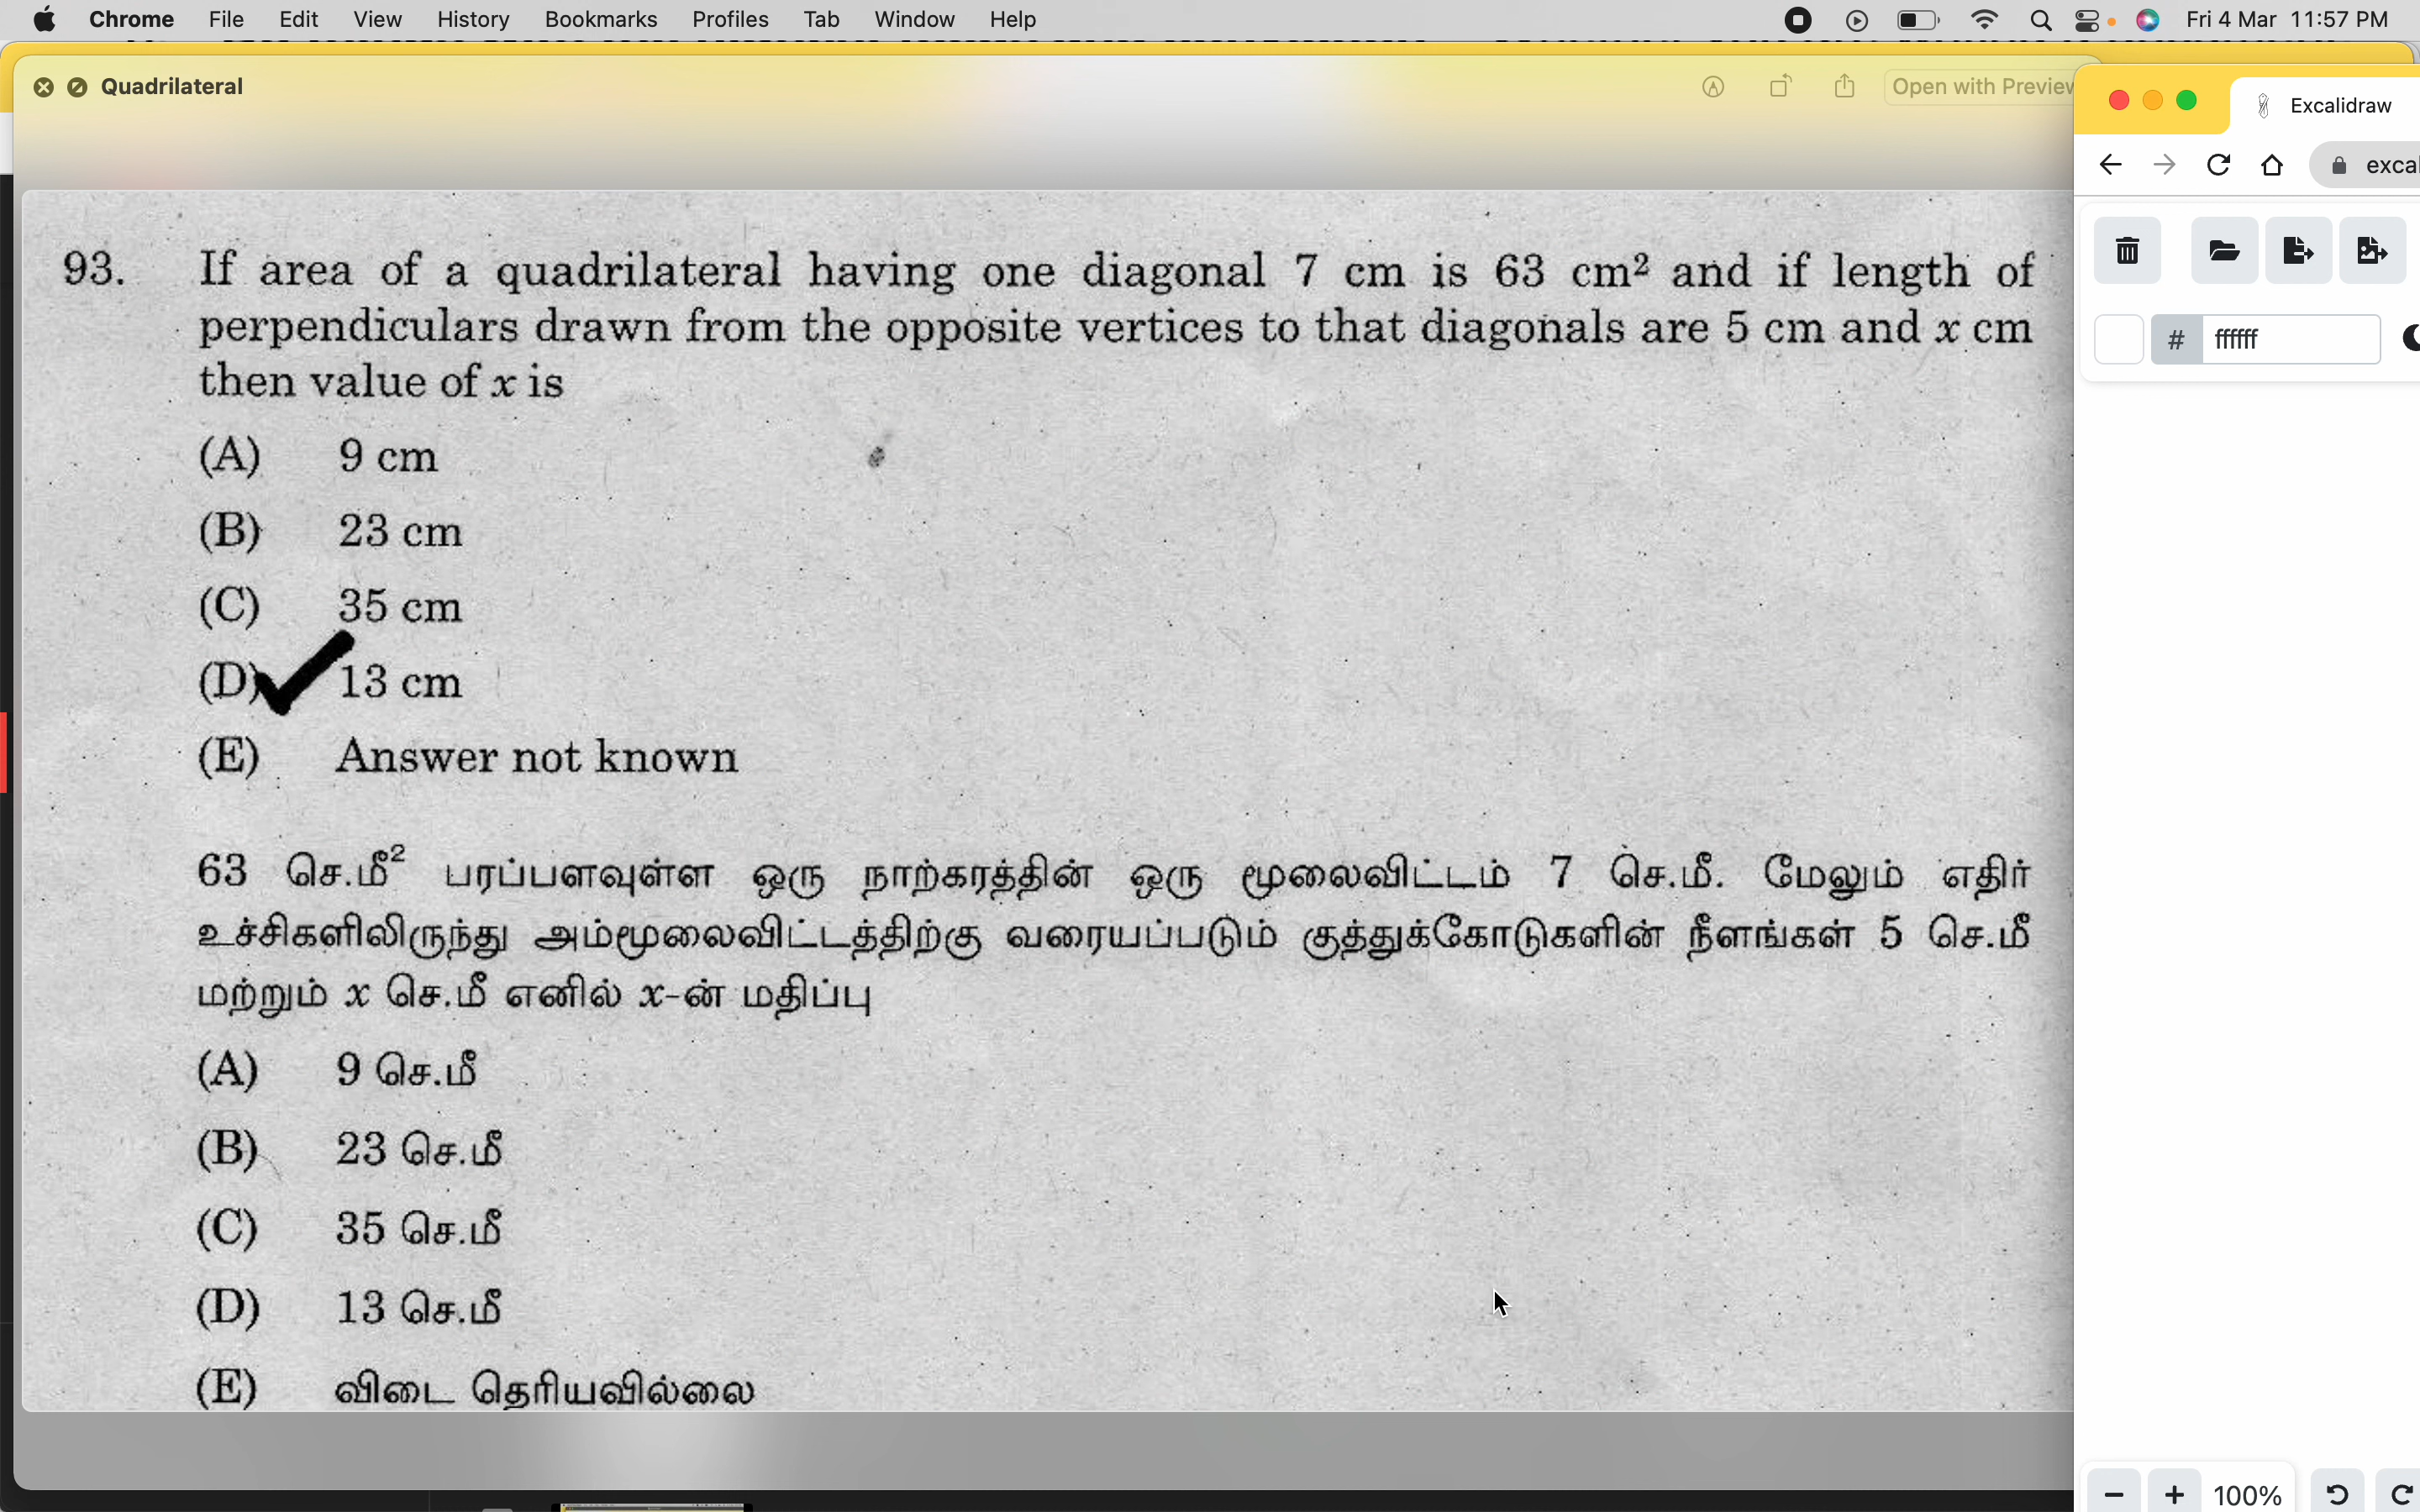 Chrome File Edit View History Bookmarks Profiles Tab Window Help Fri 4 Mar 11:57 PM
Quadrilateral Open with Preview
Excalidraw
excal
# ffffff
93. If area of a quadrilateral having one diagonal 7 cm is 63 cm² and if length of
perpendiculars drawn from the opposite vertices to that diagonals are 5 cm and x cm
then value of x is
(A) 9 cm
(B) 23 cm
(C) 35 cm
(D) 13 cm
(E) Answer not known
63 செ.மீ² பரப்பளவுள்ள ஒரு நாற்கரத்தின் ஒரு மூலைவிட்டம் 7 செ.மீ. மேலும் எதிர்
உச்சிகளிலிருந்து அம்மூலைவிட்டத்திற்கு வரையப்படும் குத்துக்கோடுகளின் நீளங்கள் 5 செ.மீ
மற்றும் x செ.மீ எனில் x-ன் மதிப்பு
(A) 9 செ.மீ
(B) 23 செ.மீ
(C) 35 செ.மீ
(D) 13 செ.மீ
(E) விடை தெரியவில்லை
100%